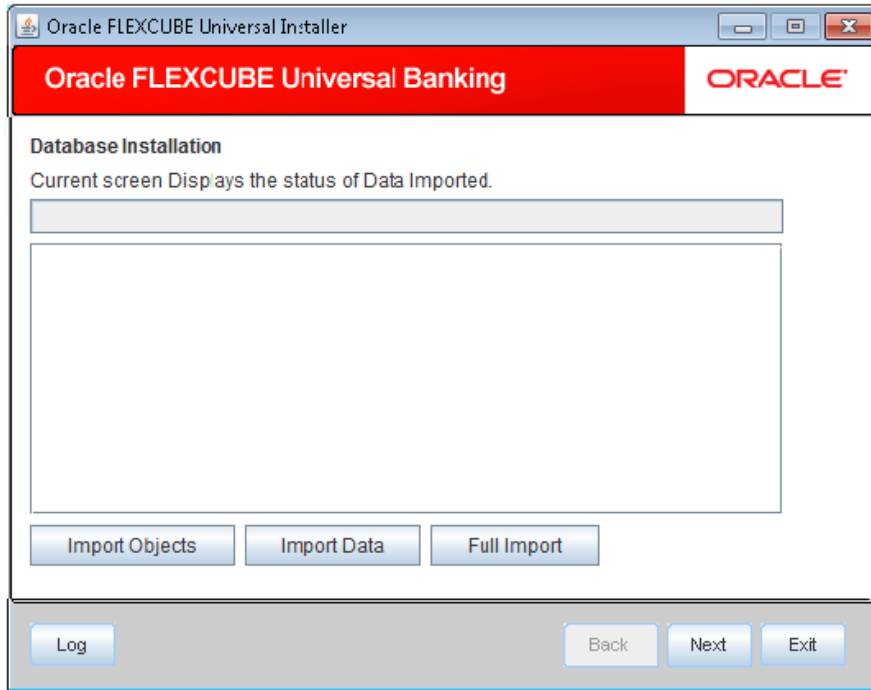 Oracle FLEXCUBE Universal Installer
Oracle FLEXCUBE Universal Banking
ORACLE
Database Installation
Current screen Displays the status of Data Imported.
Import Objects Import Data Full Import
Log Back Next Exit